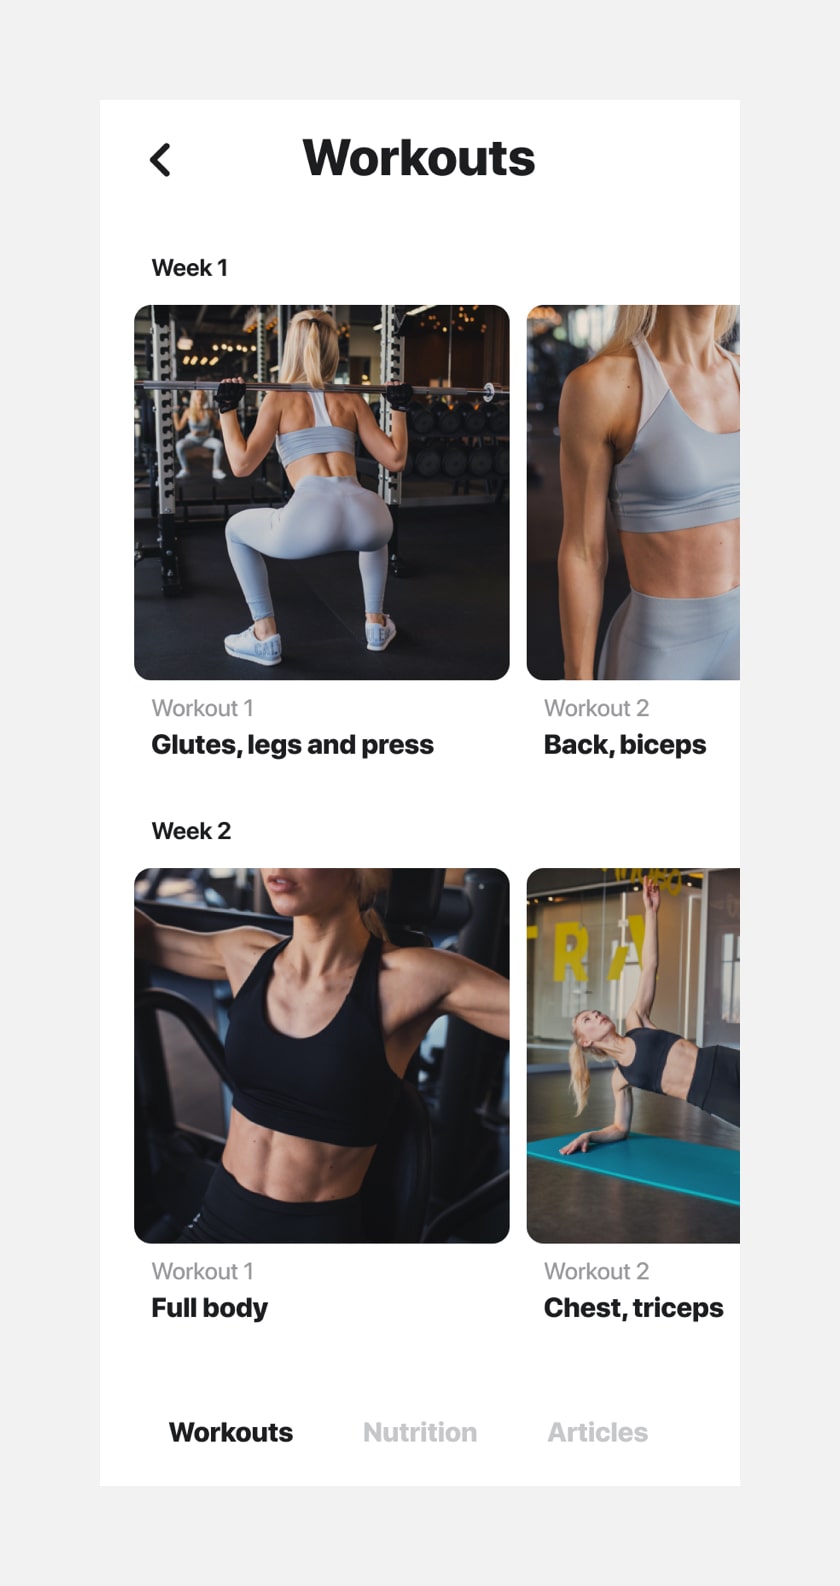 Workouts
Week 1
Workout 1
Glutes, legs and press
Workout 2
Back, biceps
Week 2
TRA
Workout 1
Full body
Workout 2
Chest, triceps
Workouts
Nutrition
Articles